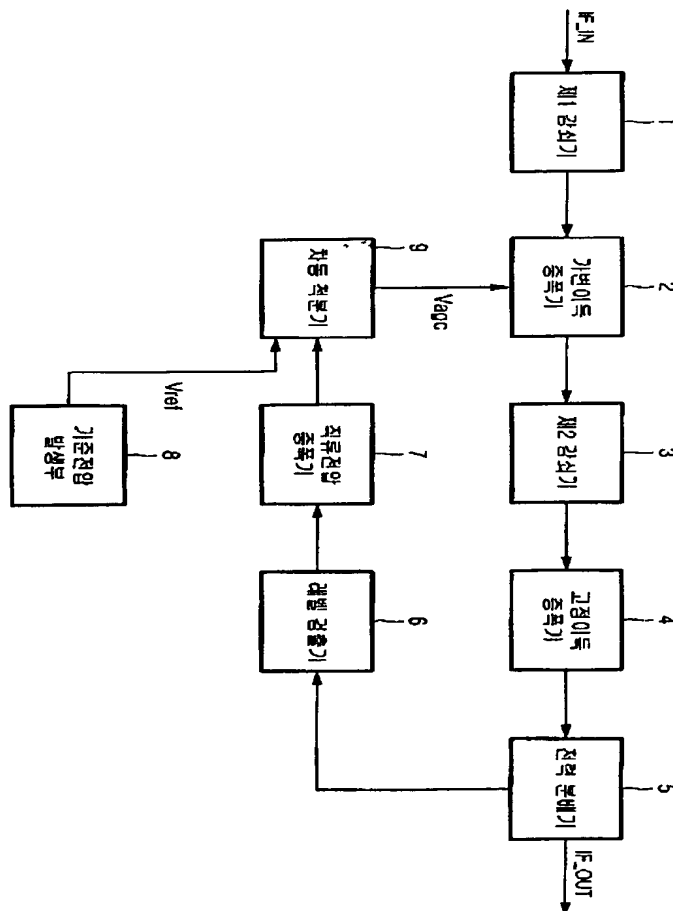 IF_IN
제1 감쇠기
1
가변이득
증폭기
2
제2 감쇠기
3
고정이득
증폭기
4
전력 분배기
5
IF_OUT
레벨 검출기
6
직류전압
증폭기
7
차동 적분기
9
Vagc
Vref
기준전압
발생부
8